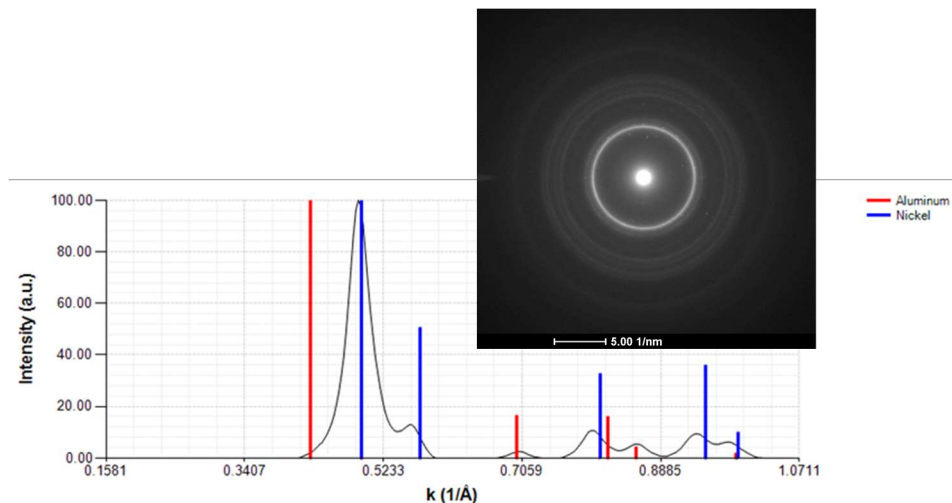 5.00 1/nm
100.00
80.00
60.00
40.00
20.00
0.00
Intensity (a.u.)
0.1581
0.3407
0.5233
0.7059
0.8885
1.0711
k (1/Å)
Aluminum
Nickel